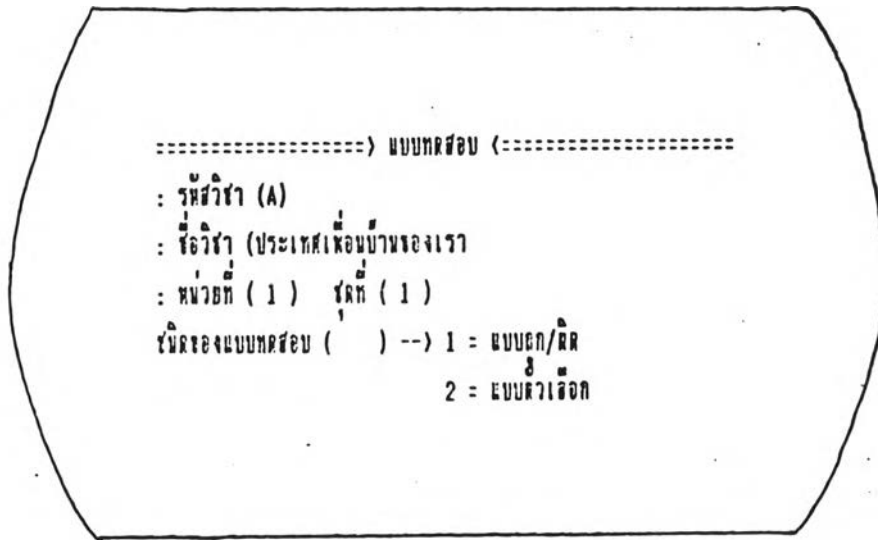 ===================> แบบทดสอบ <=====================
: รหัสวิชา (A)
: ชื่อวิชา (ประเทศเพื่อนบ้านของเรา
: หน่วยที่ ( 1 ) ชุดที่ ( 1 )
ชนิดของแบบทดสอบ ( ) --> 1 = แบบถูก/ผิด
2 = แบบตัวเลือก